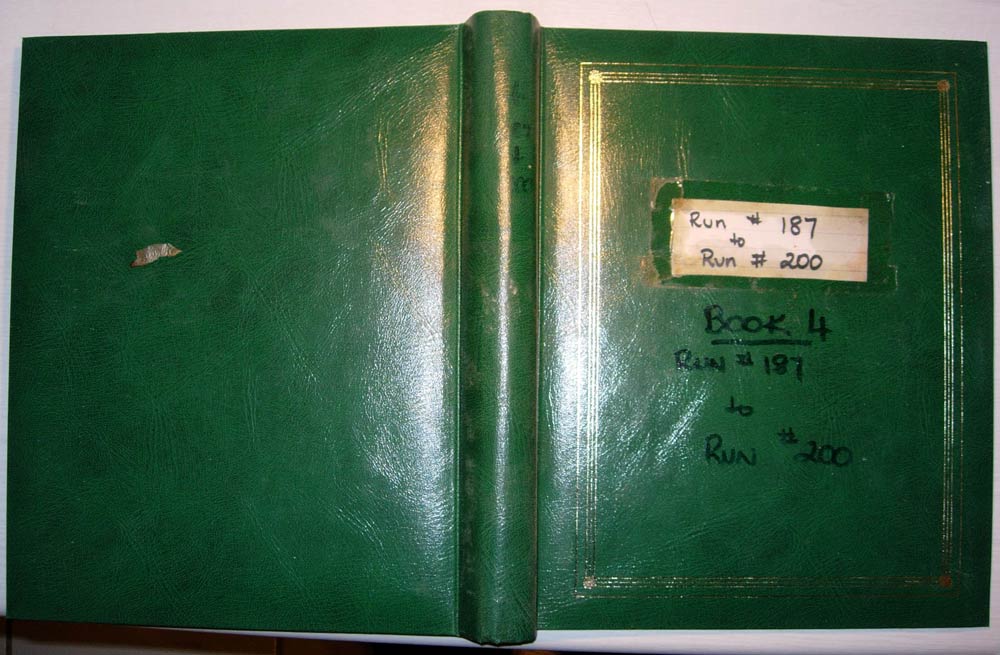 Run # 187
to
Run # 200
BOOK 4
RUN # 187
to
RUN # 200